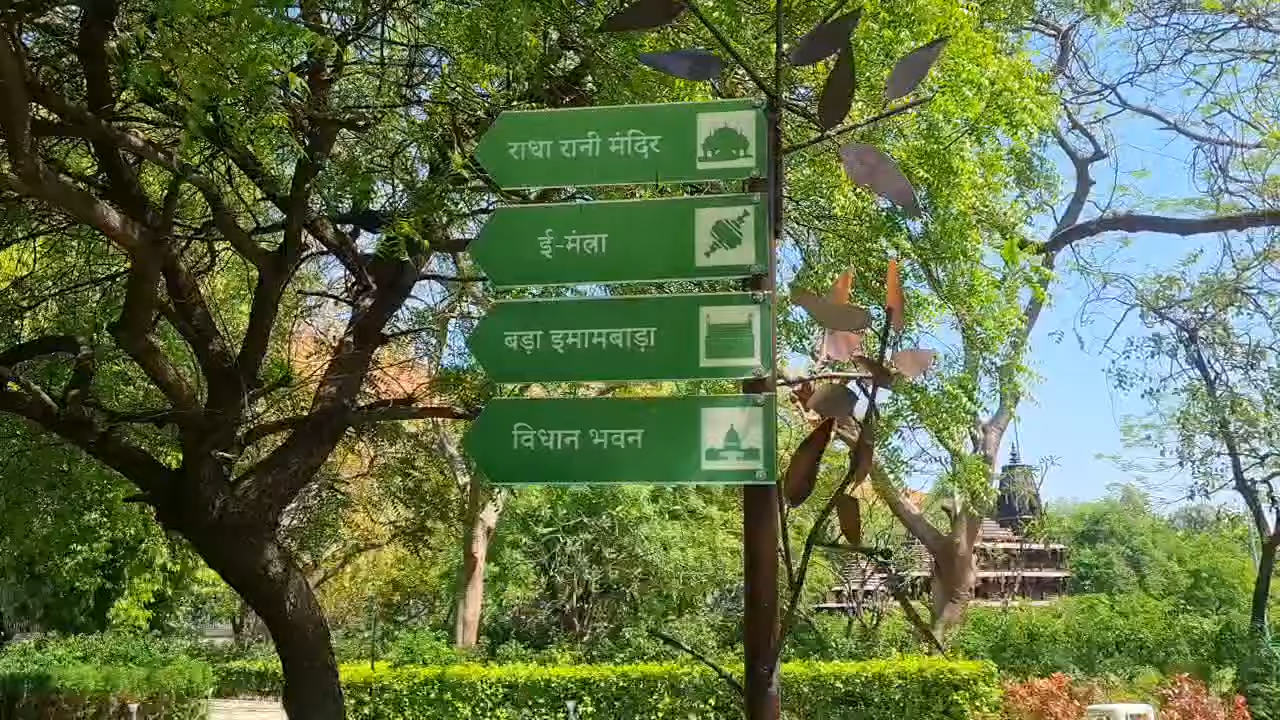 राधा रानी मंदिर
ई-मंत्रा
बड़ा इमामबाड़ा
विधान भवन